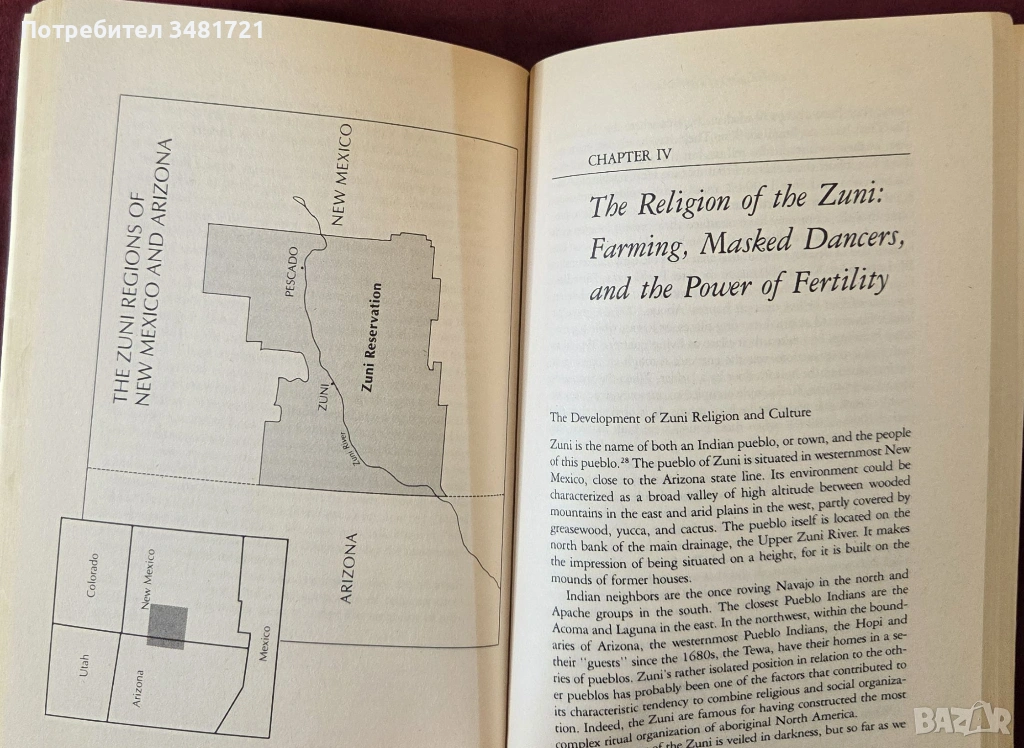 Потребител 3481721
THE ZUNI REGIONS OF
NEW MEXICO AND ARIZONA
NEW MEXICO
PESCADO
Zuni Reservation
ZUNI
Zuni River
ARIZONA
Colorado
New Mexico
Utah
Arizona
Mexico
CHAPTER IV
The Religion of the Zuni:
Farming, Masked Dancers,
and the Power of Fertility
The Development of Zuni Religion and Culture
Zuni is the name of both an Indian pueblo, or town, and the people
of this pueblo.²⁸ The pueblo of Zuni is situated in westernmost New
Mexico, close to the Arizona state line. Its environment could be
characterized as a broad valley of high altitude between wooded
mountains in the east and arid plains in the west, partly covered by
greasewood, yucca, and cactus. The pueblo itself is located on the
north bank of the main drainage, the Upper Zuni River. It makes
the impression of being situated on a height, for it is built on the
mounds of former houses.
Indian neighbors are the once roving Navajo in the north and
Apache groups in the south. The closest Pueblo Indians are the
Acoma and Laguna in the east. In the northwest, within the bound-
aries of Arizona, the westernmost Pueblo Indians, the Hopi and
their "guests" since the 1680s, the Tewa, have their homes in a se-
ries of pueblos. Zuni's rather isolated position in relation to the oth-
er pueblos has probably been one of the factors that contributed to
its characteristic tendency to combine religious and social organiza-
tion. Indeed, the Zuni are famous for having constructed the most
complex ritual organization of aboriginal North America.
of the Zuni is veiled in darkness, but so far as we
BAZAR